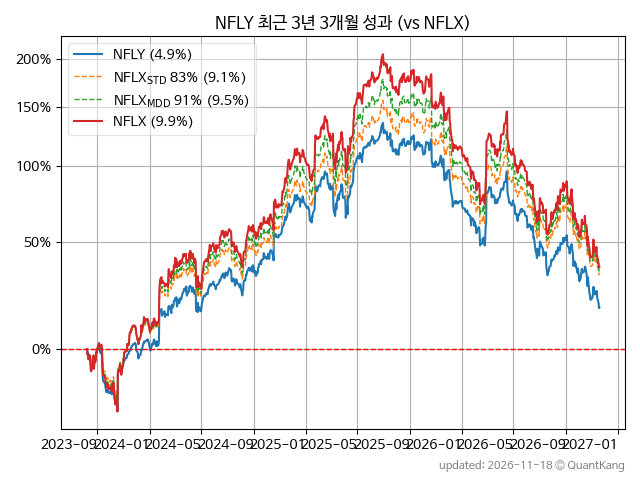 NFLY 최근 3년 3개월 성과 (vs NFLX)
NFLY (4.9%)
NFLX_STD 83% (9.1%)
NFLX_MDD 91% (9.5%)
NFLX (9.9%)
200%
150%
100%
50%
0%
2023-09 2024-01 2024-05 2024-09 2025-01 2025-05 2025-09 2026-01 2026-05 2026-09 2027-01
updated: 2026-11-18 © QuantKang